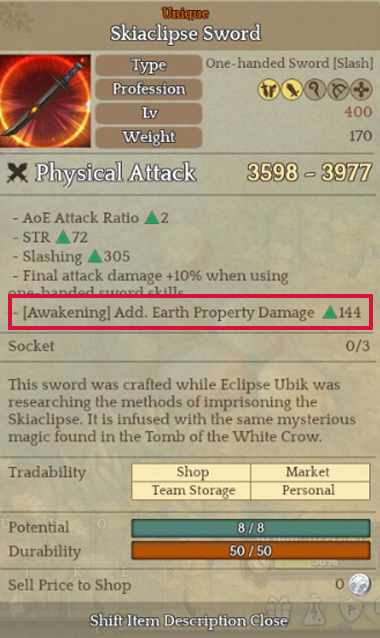 Unique
Skiaclipse Sword
Type One-handed Sword [Slash]
Profession
Lv 400
Weight 170
Physical Attack 3598 - 3977
- AoE Attack Ratio ▲2
- STR ▲72
- Slashing ▲305
- Final attack damage +10% when using
one-handed sword skills
- [Awakening] Add. Earth Property Damage ▲144
Socket 0/3
This sword was crafted while Eclipse Ubik was
researching the methods of imprisoning the
Skiaclipse. It is infused with the same mysterious
magic found in the Tomb of the White Crow.
Tradability Shop Market
Team Storage Personal
Potential 8 / 8
Durability 50 / 50
Sell Price to Shop 0
Shift Item Description Close